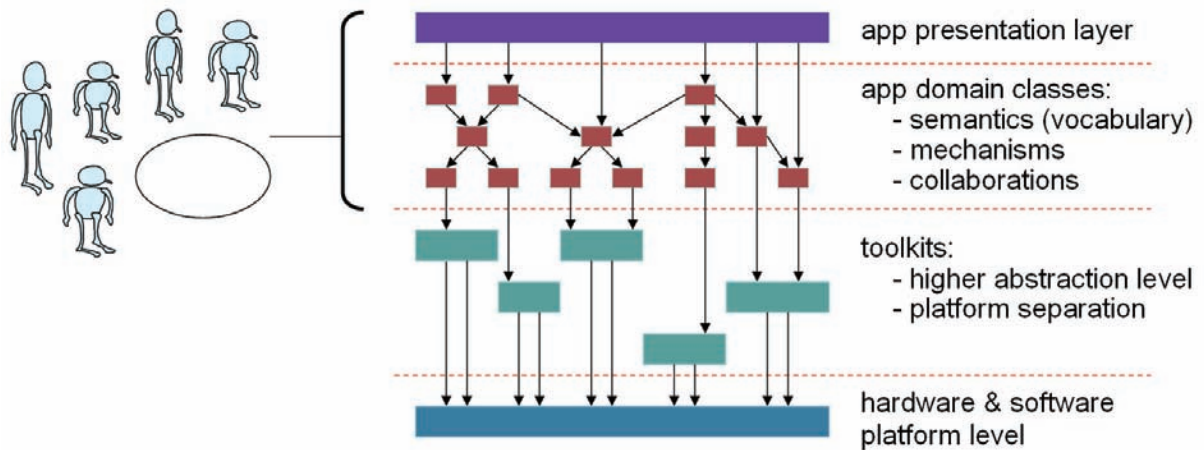 app presentation layer
app domain classes:
- semantics (vocabulary)
- mechanisms
- collaborations
toolkits:
- higher abstraction level
- platform separation
hardware & software
platform level